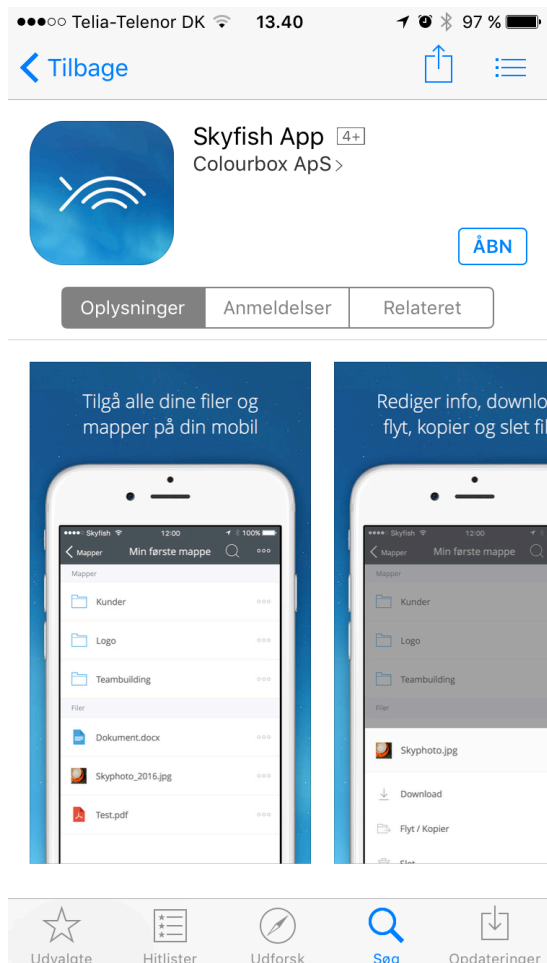 Telia-Telenor DK 13.40 97 %
Tilbage
Skyfish App 4+
Colourbox ApS
ÅBN
Oplysninger Anmeldelser Relateret
Tilgå alle dine filer og
mapper på din mobil
Skyfish 12:00 100%
Mapper Min første mappe
Mapper
Kunder
Logo
Teambuilding
Filer
Dokument.docx
Skyphoto_2016.jpg
Test.pdf
Rediger info, downlo
flyt, kopier og slet fil
Skyfish 12:00
Mapper Min første mappe
Mapper
Kunder
Logo
Teambuilding
Filer
Skyphoto.jpg
Download
Flyt / Kopier
Slet
Udvalgte Hitlister Udforsk Søg Opdateringer